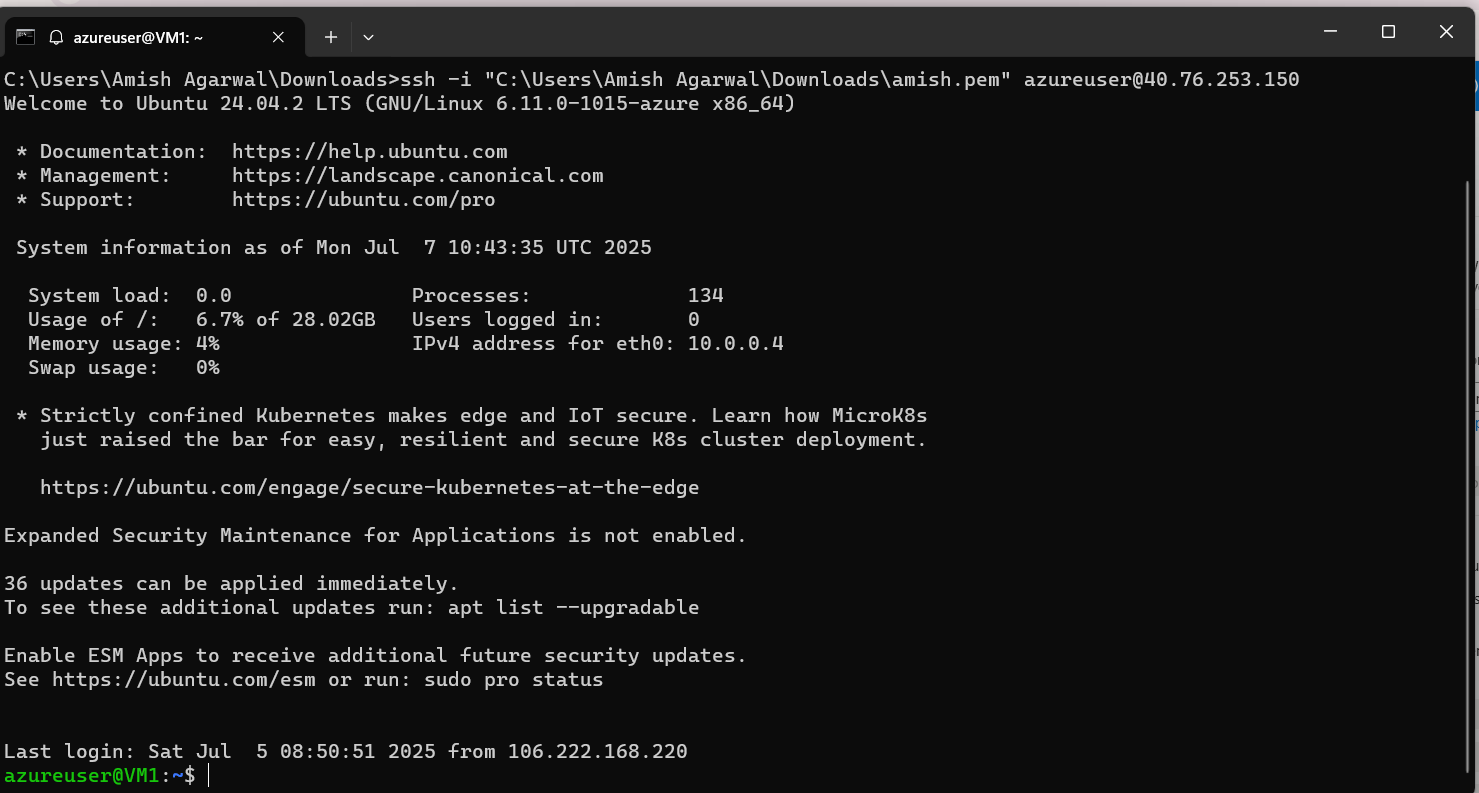 azureuser@VM1: ~
C:\Users\Amish Agarwal\Downloads>ssh -i "C:\Users\Amish Agarwal\Downloads\amish.pem" azureuser@40.76.253.150
Welcome to Ubuntu 24.04.2 LTS (GNU/Linux 6.11.0-1015-azure x86_64)
* Documentation:  https://help.ubuntu.com
* Management:     https://landscape.canonical.com
* Support:        https://ubuntu.com/pro
System information as of Mon Jul  7 10:43:35 UTC 2025
System load:  0.0               Processes:             134
Usage of /:   6.7% of 28.02GB   Users logged in:       0
Memory usage: 4%                IPv4 address for eth0: 10.0.0.4
Swap usage:   0%
* Strictly confined Kubernetes makes edge and IoT secure. Learn how MicroK8s
just raised the bar for easy, resilient and secure K8s cluster deployment.
https://ubuntu.com/engage/secure-kubernetes-at-the-edge
Expanded Security Maintenance for Applications is not enabled.
36 updates can be applied immediately.
To see these additional updates run: apt list --upgradable
Enable ESM Apps to receive additional future security updates.
See https://ubuntu.com/esm or run: sudo pro status
Last login: Sat Jul  5 08:50:51 2025 from 106.222.168.220
azureuser@VM1:~$